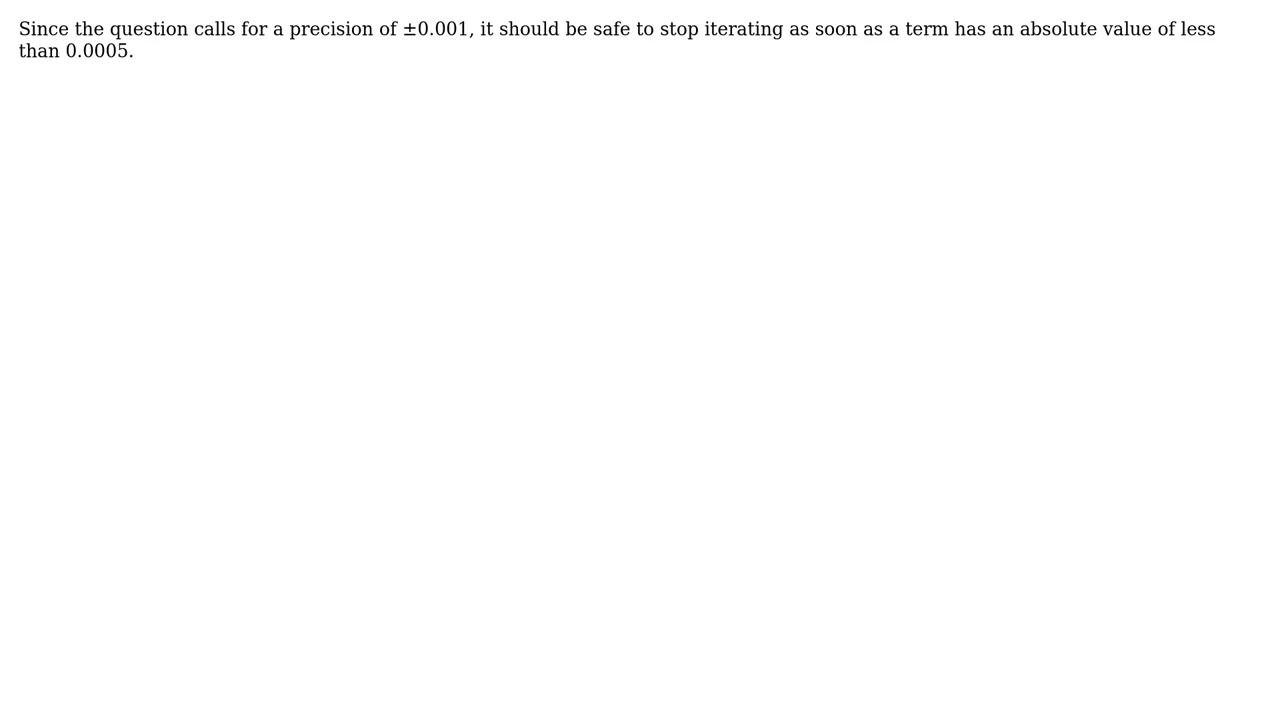 Since the question calls for a precision of ±0.001, it should be safe to stop iterating as soon as a term has an absolute value of less
than 0.0005.